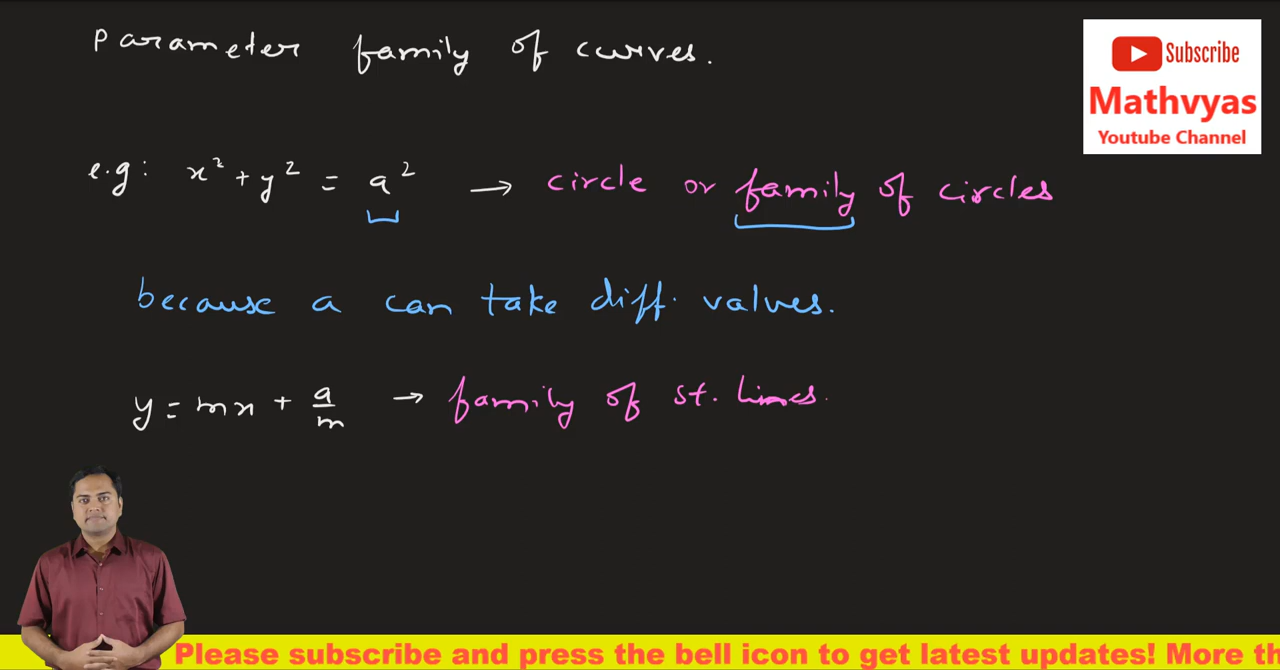 Parameter family of curves.
Subscribe
Mathvyas
Youtube Channel
e.g: x² + y² = a² → circle or family of circles
because a can take diff. values.
y = mx + a/m → family of st. lines.
Please subscribe and press the bell icon to get latest updates! More th